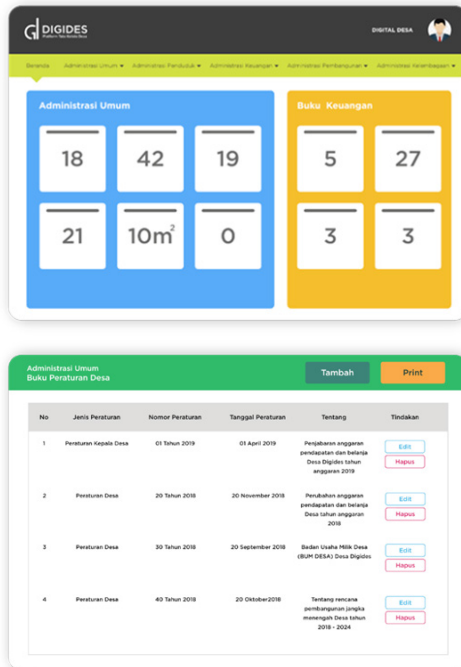 DIGIDES
Platform Tata Kelola Desa
DIGITAL DESA
Beranda Administrasi Umum Administrasi Penduduk Administrasi Keuangan Administrasi Pembangunan Administrasi Kelembagaan
Administrasi Umum
18 42 19
21 10m² 0
Buku Keuangan
5 27
3 3
Administrasi Umum
Buku Peraturan Desa
Tambah Print
No Jenis Peraturan Nomor Peraturan Tanggal Peraturan Tentang Tindakan
1 Peraturan Kepala Desa 01 Tahun 2019 01 April 2019 Penjabaran anggaran
pendapatan dan belanja
Desa Digides tahun
anggaran 2019
Edit
Hapus
2 Peraturan Desa 20 Tahun 2018 20 November 2018 Perubahan anggaran
pendapatan dan belanja
Desa tahun anggaran
2018
Edit
Hapus
3 Peraturan Desa 30 Tahun 2018 20 September 2018 Badan Usaha Milik Desa
(BUM DESA) Desa Digides
Edit
Hapus
4 Peraturan Desa 40 Tahun 2018 20 Oktober2018 Tentang rencana
pembangunan jangka
menengah Desa tahun
2018 - 2024
Edit
Hapus